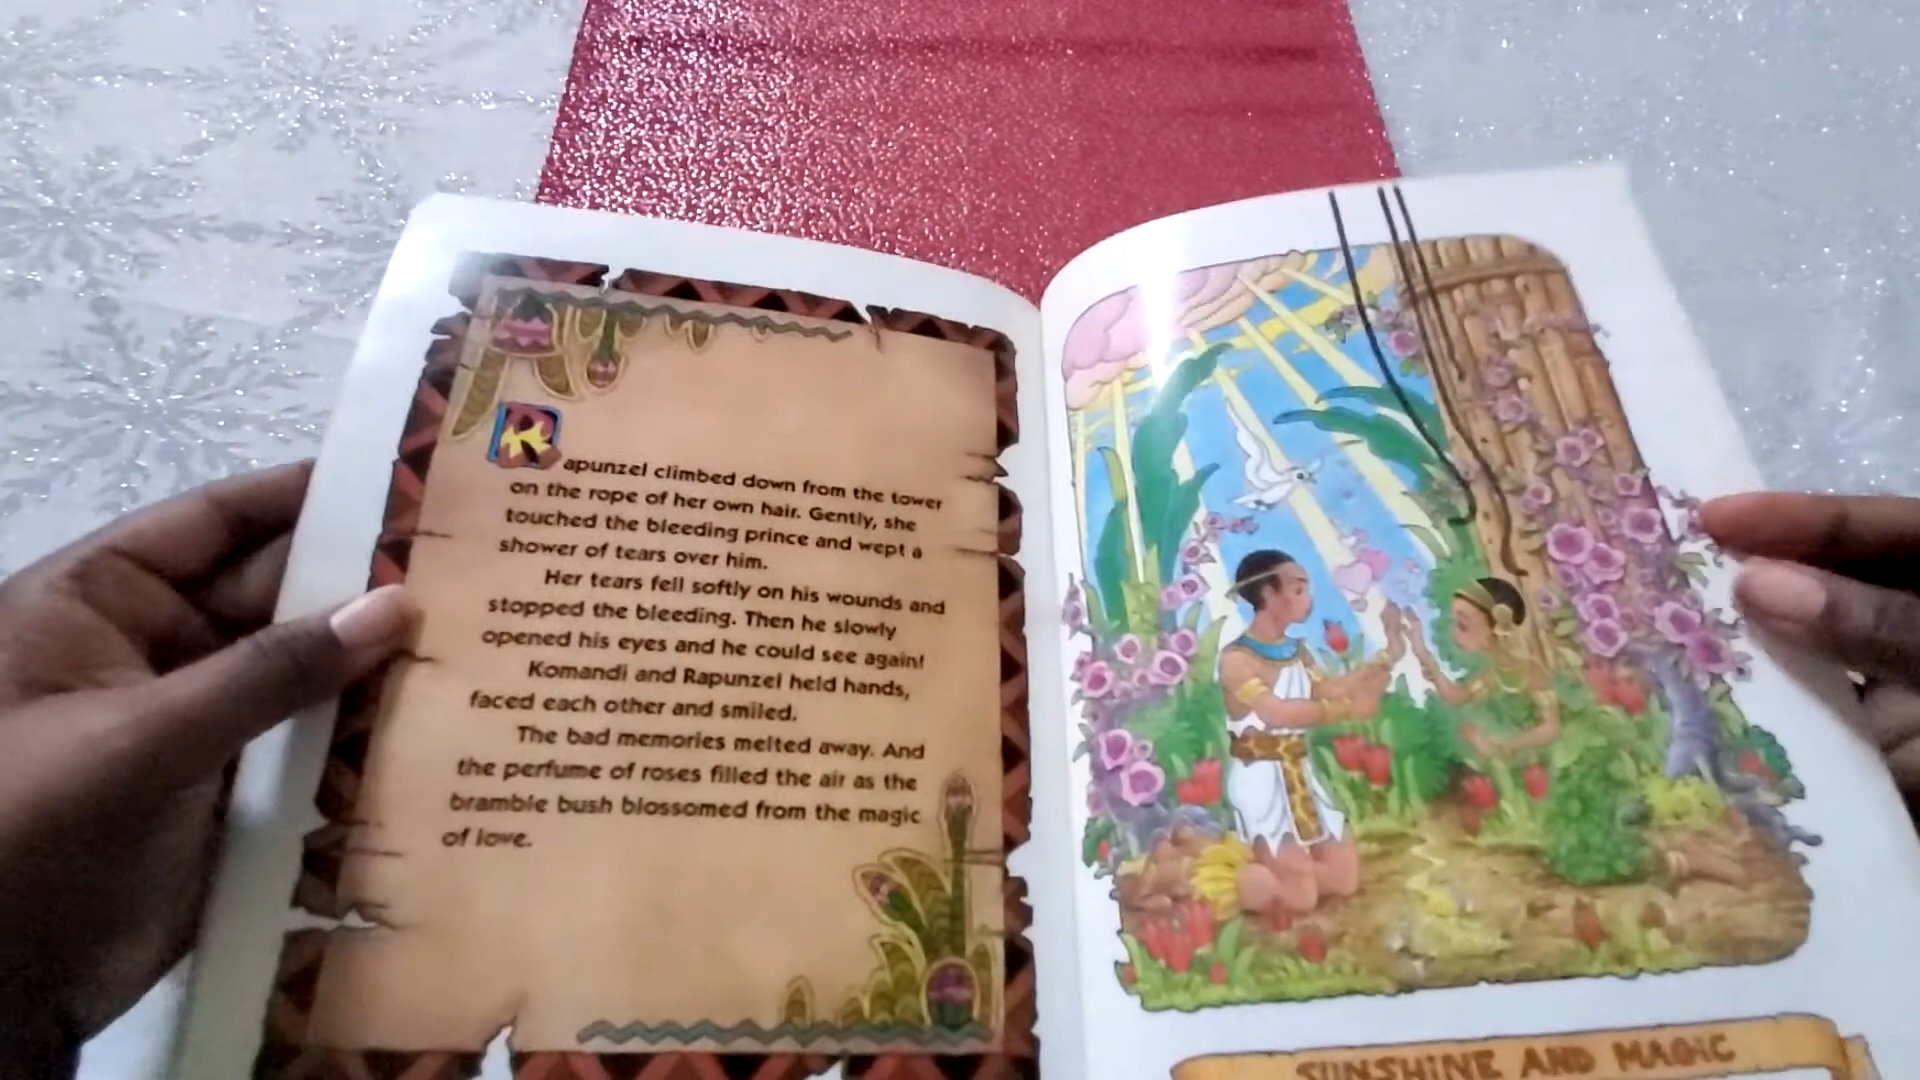 Rapunzel climbed down from the tower
on the rope of her own hair. Gently, she
touched the bleeding prince and wept a
shower of tears over him.
Her tears fell softly on his wounds and
stopped the bleeding. Then he slowly
opened his eyes and he could see again!
Komandi and Rapunzel held hands,
faced each other and smiled.
The bad memories melted away. And
the perfume of roses filled the air as the
bramble bush blossomed from the magic
of love.
SUNSHINE AND MAGIC